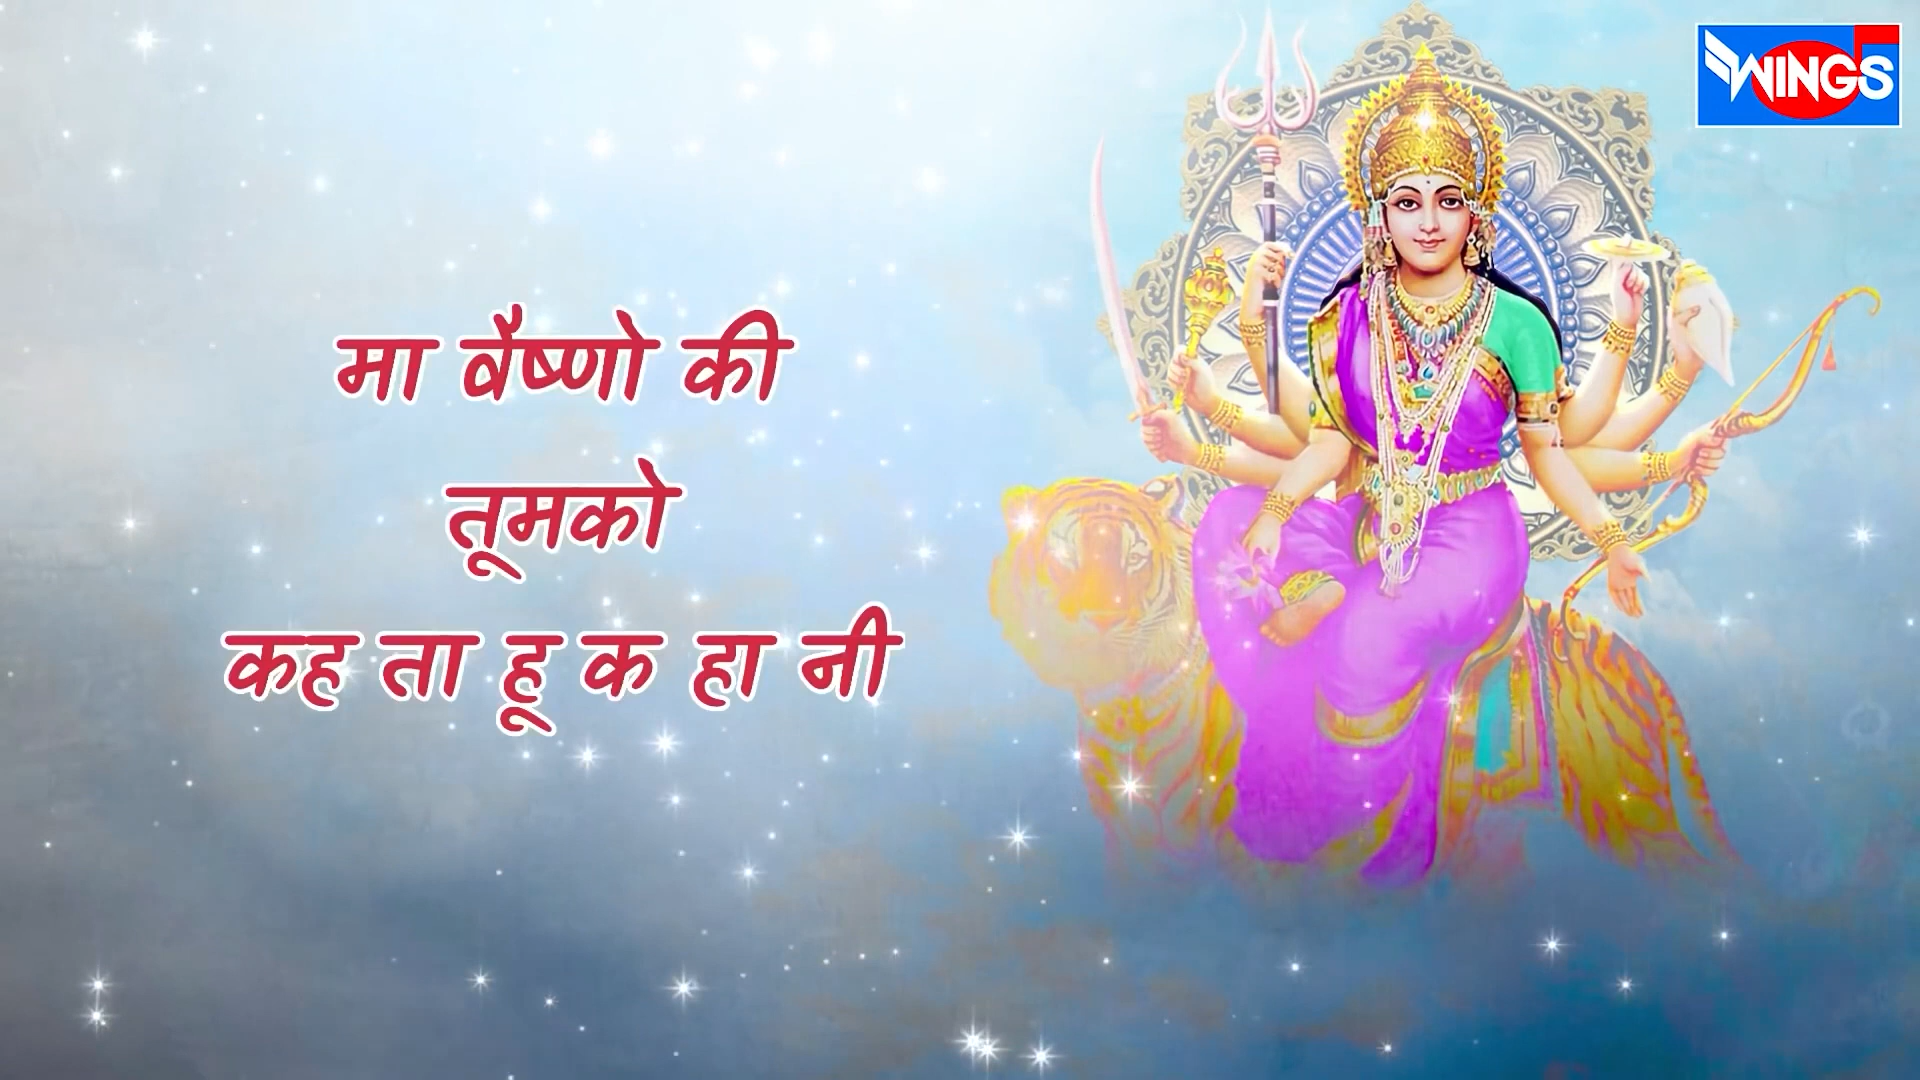 मा वैष्णो की
तूमको
कह ता हू क हा नी
WINGS